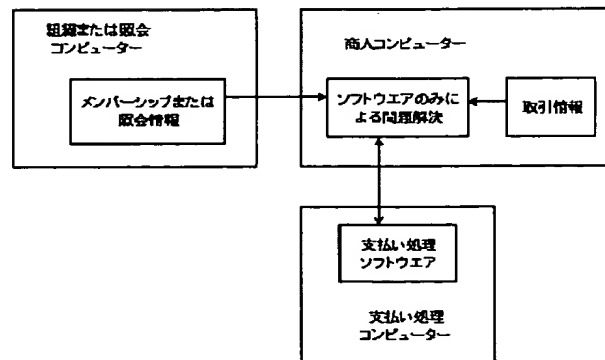 組織または照会
コンピューター
メンバーシップまたは
照会情報
商人コンピューター
ソフトウエアのみに
よる問題解決
取引情報
支払い処理
ソフトウエア
支払い処理
コンピューター